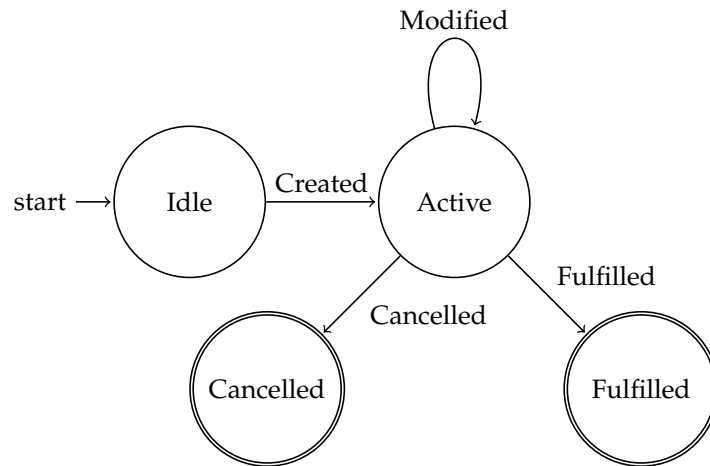 Modified
start
Idle
Created
Active
Fulfilled
Cancelled
Cancelled
Fulfilled